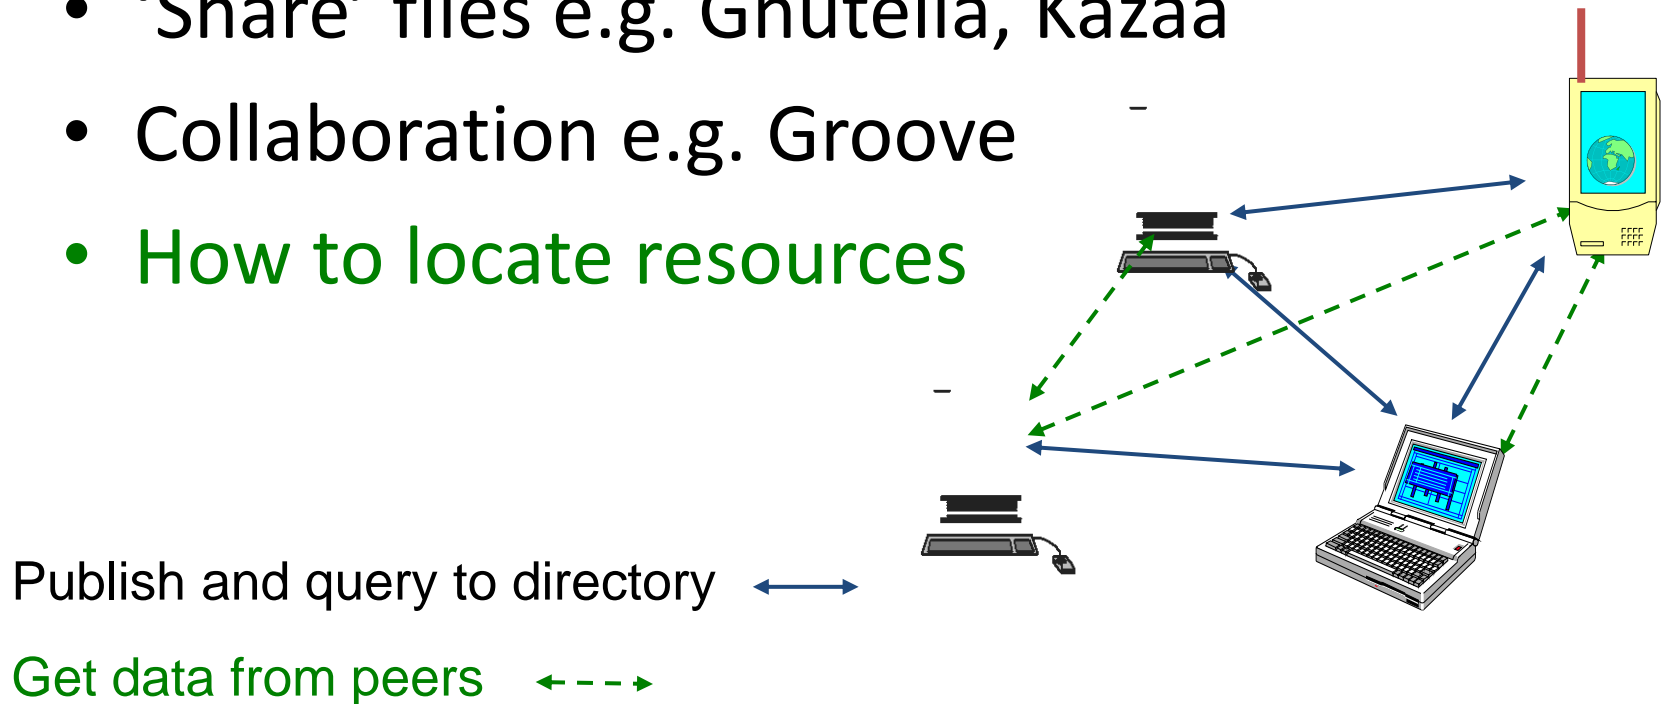 • 'Share' files e.g. Gnutella, Kazaa
• Collaboration e.g. Groove
• How to locate resources
Publish and query to directory
Get data from peers